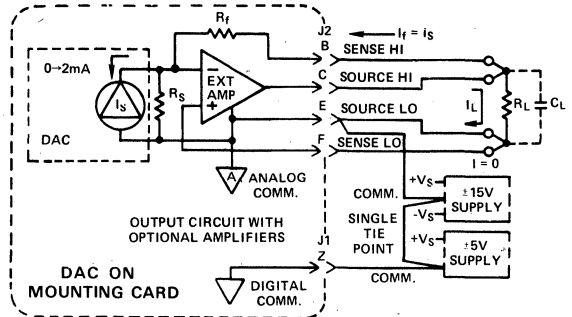 Rf
J2
If = is
B SENSE HI
0→2mA
IS
DAC
RS
−
EXT
AMP
+
C SOURCE HI
E SOURCE LO
IL
RL
CL
F SENSE LO
I = 0
A
ANALOG
COMM.
OUTPUT CIRCUIT WITH
OPTIONAL AMPLIFIERS
COMM.
SINGLE
TIE
POINT
+VS
±15V
SUPPLY
-VS
+VS
±5V
SUPPLY
J1
Z
COMM.
DIGITAL
COMM.
DAC ON
MOUNTING CARD